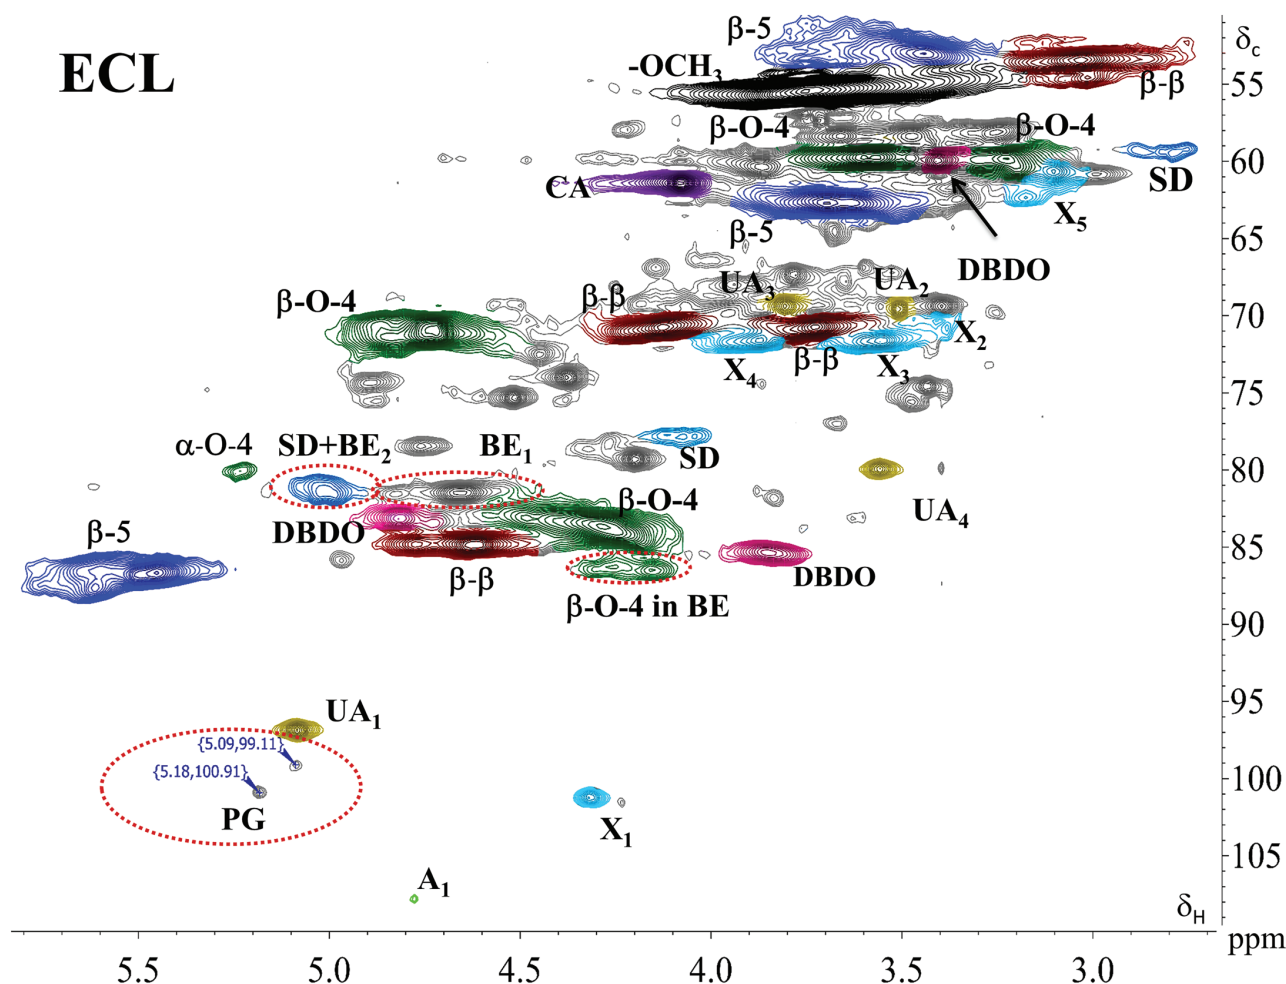 ECL
β-5
-OCH₃
β-β
δc
55
β-O-4
β-O-4
60
CA
SD
X₅
β-5
65
DBDO
UA₃
UA₂
β-O-4
β-β
70
X₂
X₄
β-β
X₃
75
α-O-4
SD+BE₂
BE₁
SD
80
β-O-4
UA₄
DBDO
β-5
85
β-β
DBDO
β-O-4 in BE
90
95
UA₁
{5.09,99.11}
{5.18,100.91}
100
PG
X₁
105
A₁
δH
ppm
5.5 5.0 4.5 4.0 3.5 3.0